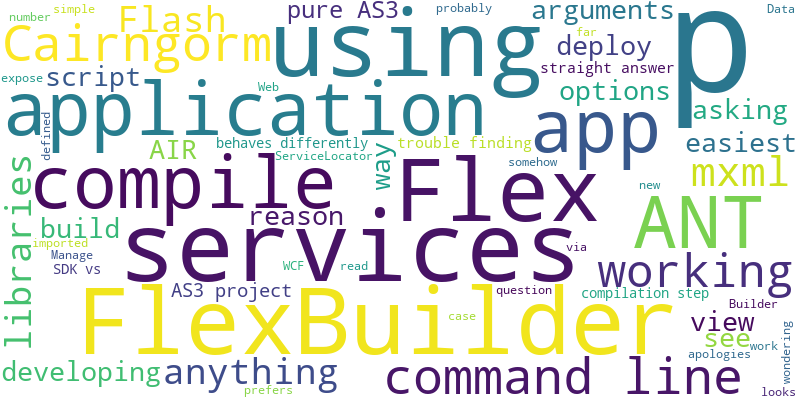 number
simple
Flash
pure AS3
probably
arguments
Data
Cairngorm
using
p
far
deploy
expose
script
straight answer
Web
options
application
defined
asking
AIR
behaves differently
trouble finding
app
easiest
ServiceLocator
way
somehow
mxml
compile
Flex
libraries
new
reason
ANT
build
services
imported
Manage
SDK vs
WCF
read
via
working
AS3 project
question
compilation step
FlexBuilder
Builder
case
view
see
work
apologies
wondering
developing
anything
prefers
command line
looks